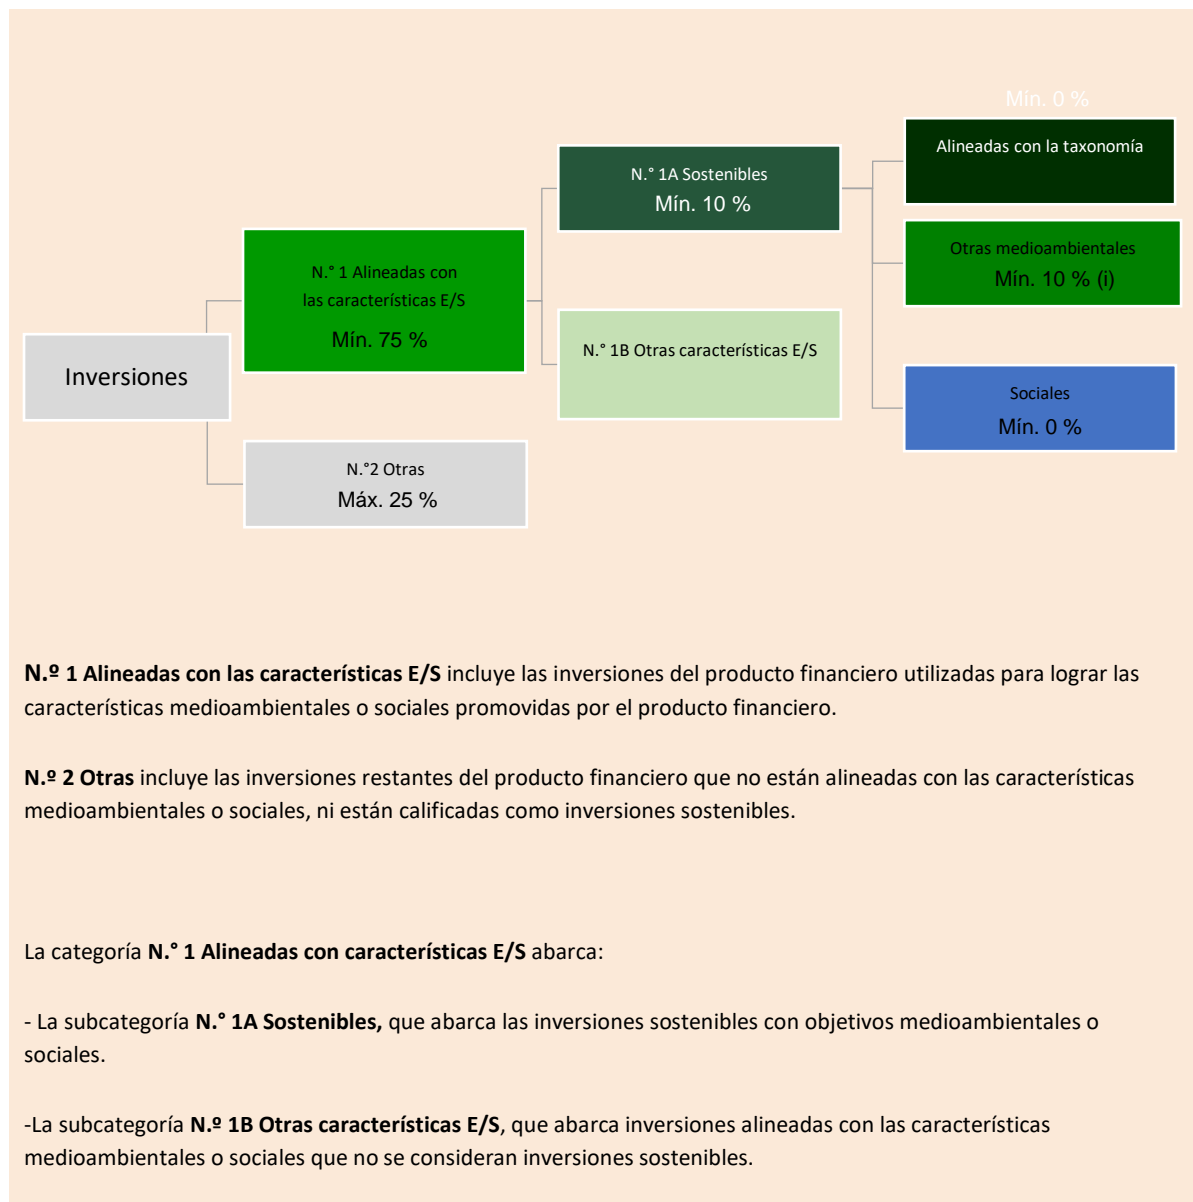 Mín. 0 %
Alineadas con la taxonomía
N.° 1A Sostenibles
Mín. 10 %
Otras medioambientales
Mín. 10 % (i)
N.° 1 Alineadas con
las características E/S
Mín. 75 %
N.° 1B Otras características E/S
Inversiones
Sociales
Mín. 0 %
N.°2 Otras
Máx. 25 %
N.º 1 Alineadas con las características E/S incluye las inversiones del producto financiero utilizadas para lograr las
características medioambientales o sociales promovidas por el producto financiero.
N.º 2 Otras incluye las inversiones restantes del producto financiero que no están alineadas con las características
medioambientales o sociales, ni están calificadas como inversiones sostenibles.
La categoría N.° 1 Alineadas con características E/S abarca:
- La subcategoría N.° 1A Sostenibles, que abarca las inversiones sostenibles con objetivos medioambientales o
sociales.
-La subcategoría N.º 1B Otras características E/S, que abarca inversiones alineadas con las características
medioambientales o sociales que no se consideran inversiones sostenibles.